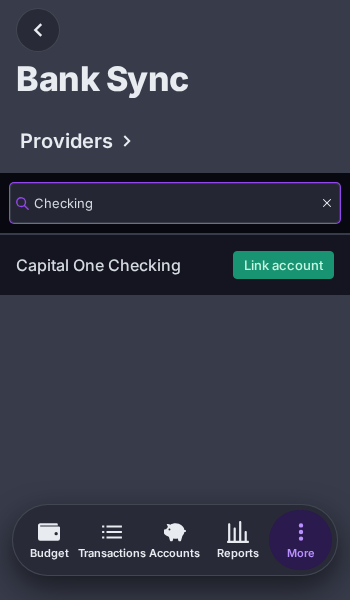 Bank Sync
Providers
Checking
Capital One Checking
Link account
Budget
Transactions
Accounts
Reports
More